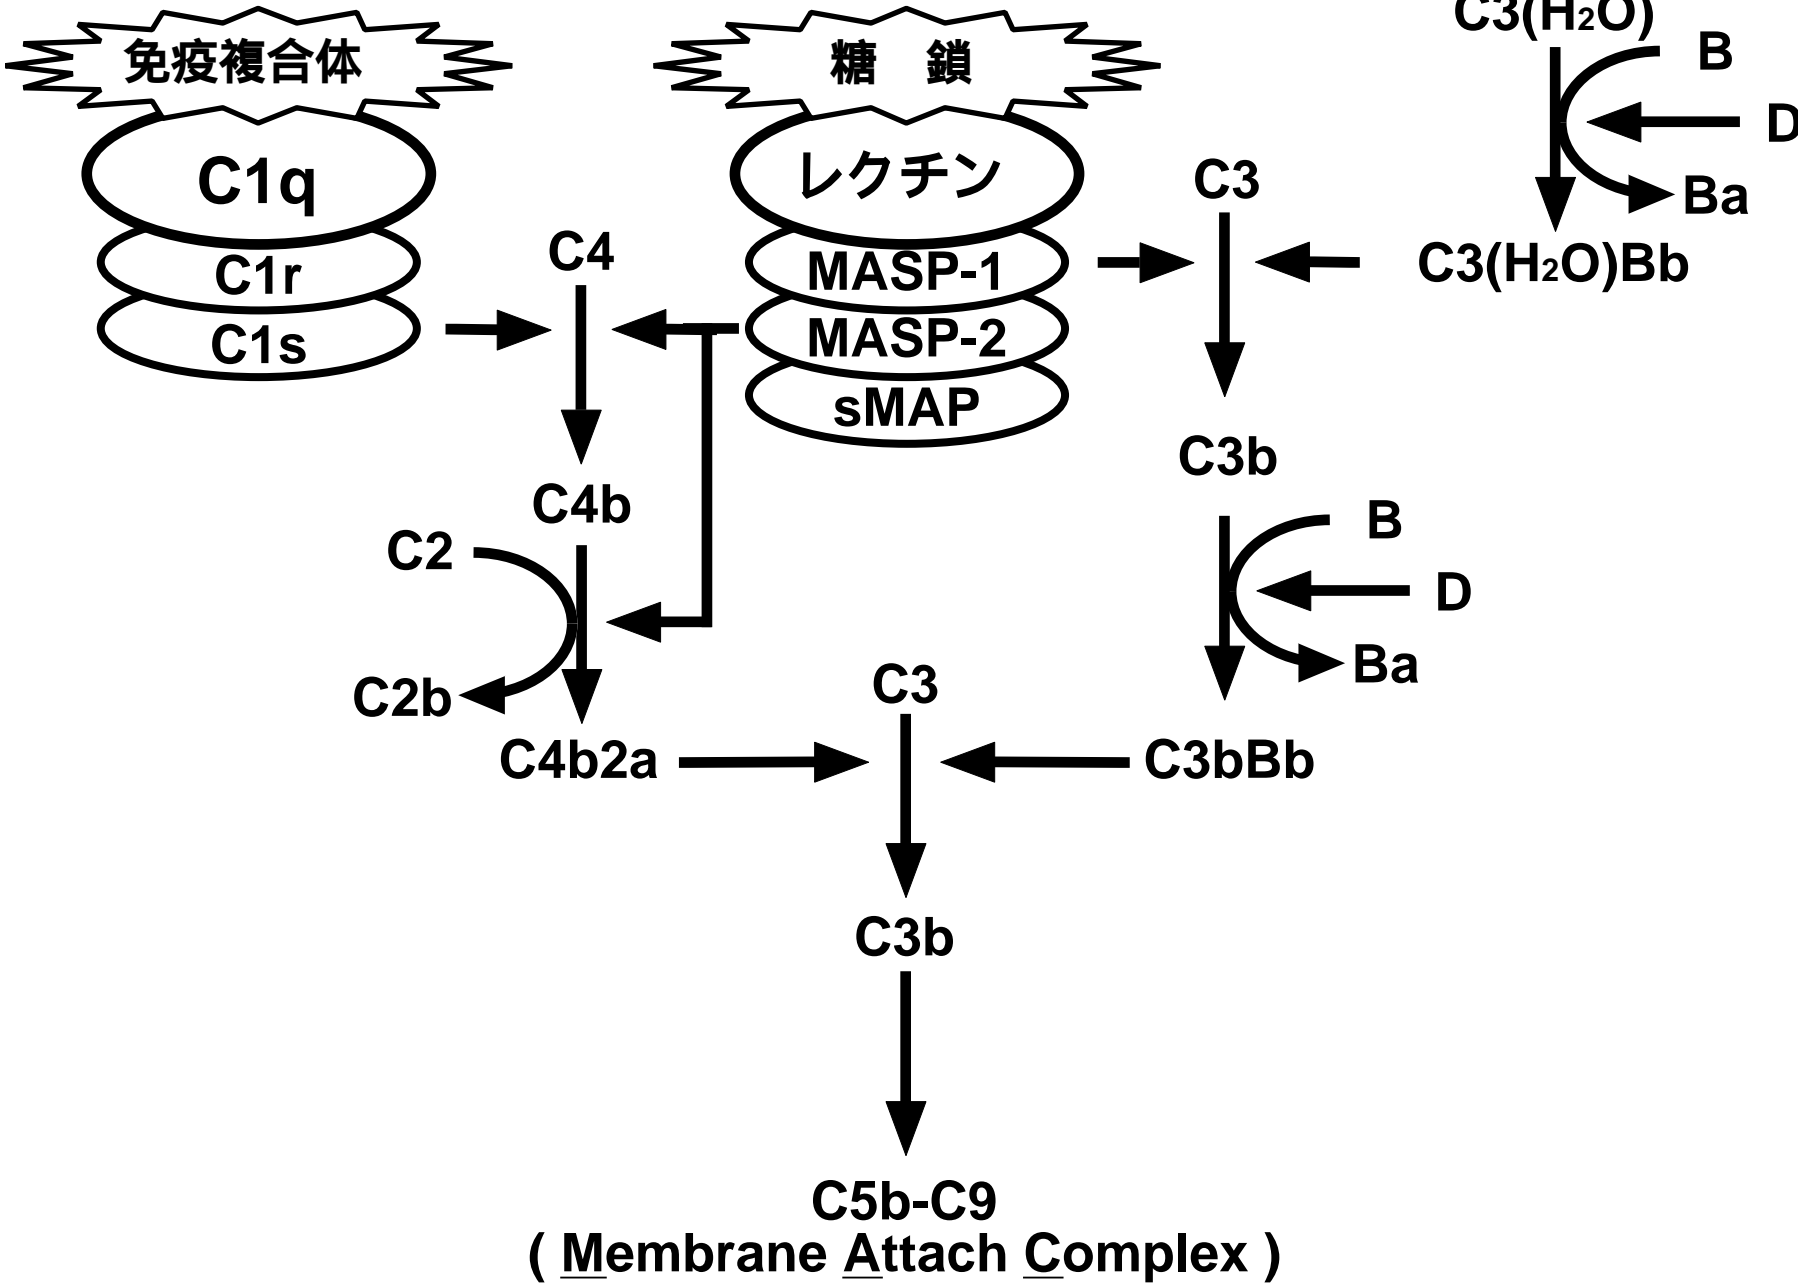 免疫複合体
C1q
C1r
C1s
糖 鎖
レクチン
MASP-1
MASP-2
sMAP
C4
C4b
C2
C2b
C4b2a
C3(H2O)
B
D
Ba
C3(H2O)Bb
C3
C3b
B
D
Ba
C3bBb
C3
C3b
C5b-C9
( Membrane Attach Complex )